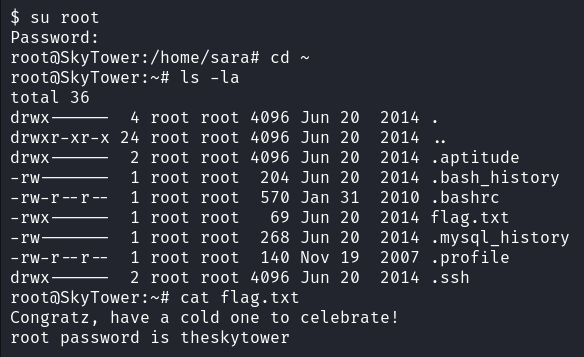 $ su root
Password:
root@SkyTower:/home/sara# cd ~
root@SkyTower:~# ls -la
total 36
drwx------  4 root root 4096 Jun 20  2014 .
drwxr-xr-x 24 root root 4096 Jun 20  2014 ..
drwx------  2 root root 4096 Jun 20  2014 .aptitude
-rw-------  1 root root  204 Jun 20  2014 .bash_history
-rw-r--r--  1 root root  570 Jan 31  2010 .bashrc
-rwx------  1 root root   69 Jun 20  2014 flag.txt
-rw-------  1 root root  268 Jun 20  2014 .mysql_history
-rw-r--r--  1 root root  140 Nov 19  2007 .profile
drwx------  2 root root 4096 Jun 20  2014 .ssh
root@SkyTower:~# cat flag.txt
Congratz, have a cold one to celebrate!
root password is theskytower